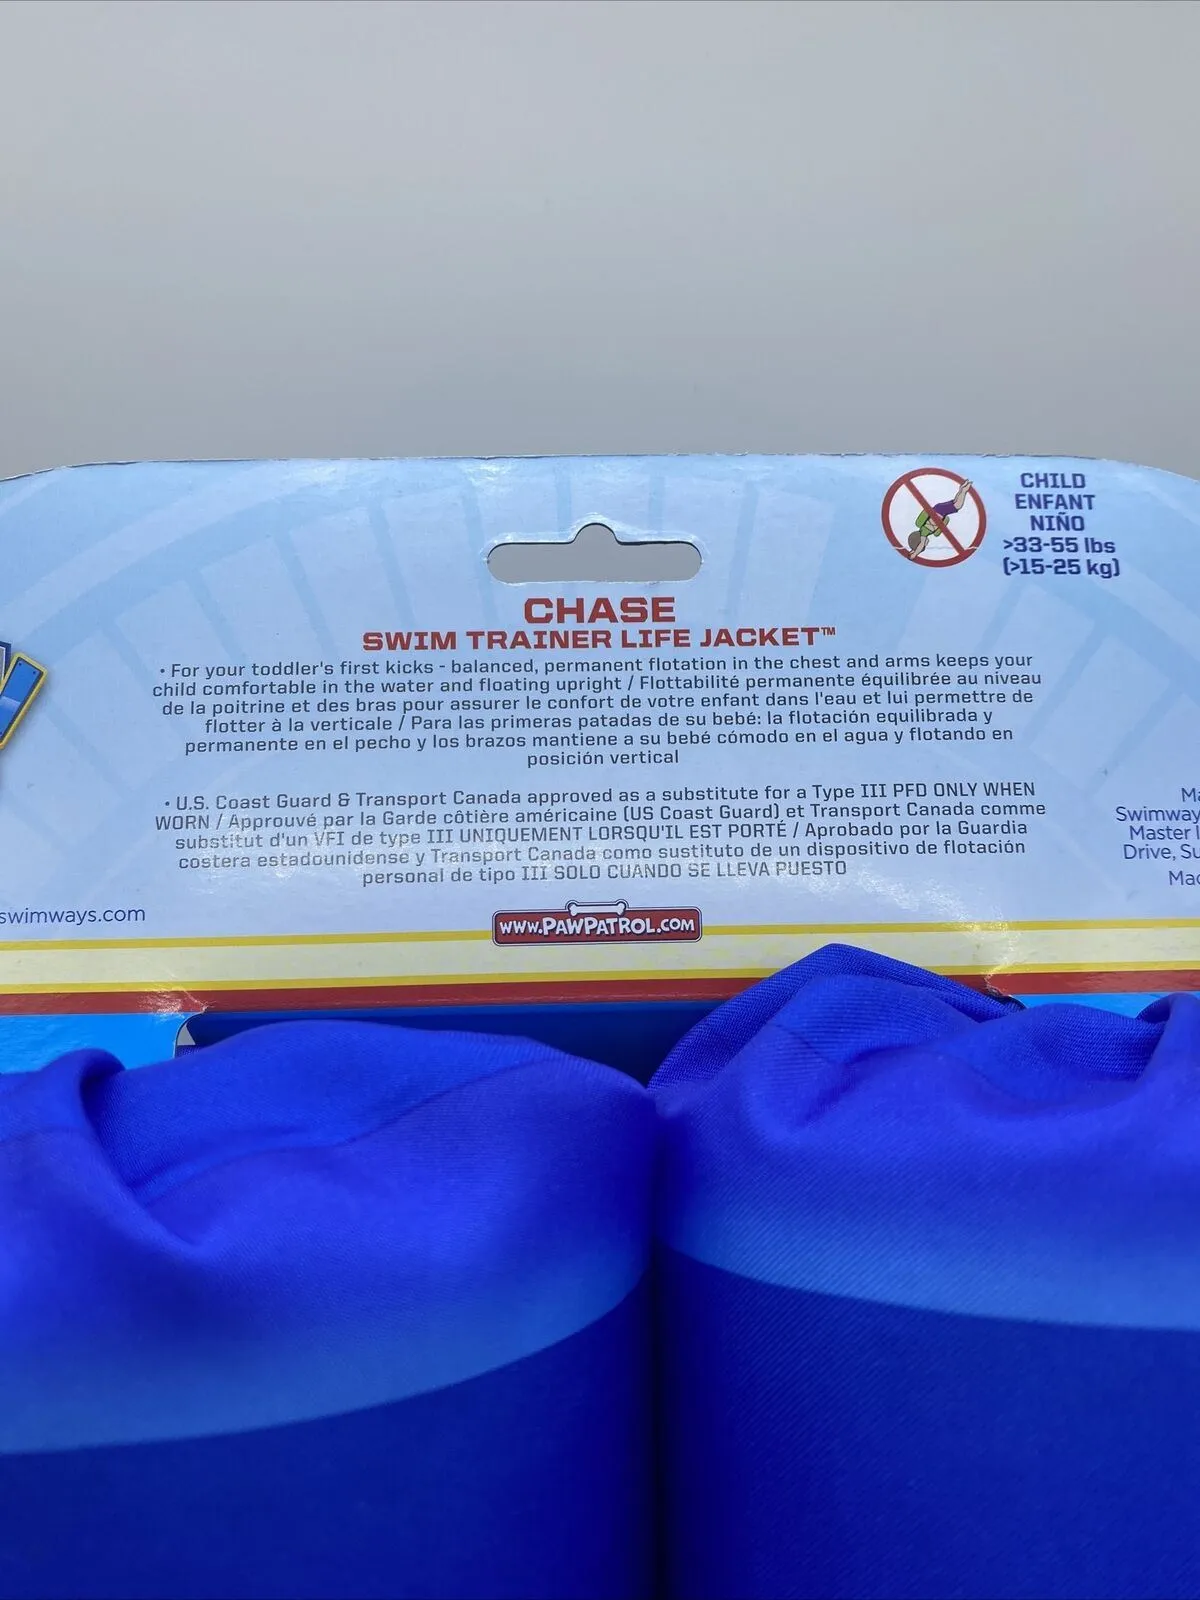 CHILD
ENFANT
NIÑO
>33-55 lbs
(>15-25 kg)
CHASE
SWIM TRAINER LIFE JACKET™
• For your toddler's first kicks - balanced, permanent flotation in the chest and arms keeps your
child comfortable in the water and floating upright / Flottabilité permanente équilibrée au niveau
de la poitrine et des bras pour assurer le confort de votre enfant dans l'eau et lui permettre de
flotter à la verticale / Para las primeras patadas de su bebé: la flotación equilibrada y
permanente en el pecho y los brazos mantiene a su bebé cómodo en el agua y flotando en
posición vertical
• U.S. Coast Guard & Transport Canada approved as a substitute for a Type III PFD ONLY WHEN
WORN / Approuvé par la Garde côtière américaine (US Coast Guard) et Transport Canada comme
substitut d'un VFI de type III UNIQUEMENT LORSQU'IL EST PORTÉ / Aprobado por la Guardia
costera estadounidense y Transport Canada como sustituto de un dispositivo de flotación
personal de tipo III SOLO CUANDO SE LLEVA PUESTO
swimways.com
WWW.PAWPATROL.COM
Swimway
Master
Drive, Su